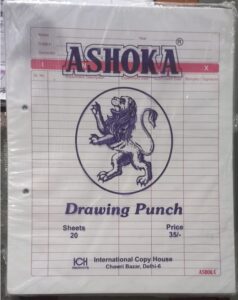 ASHOKA®
I
X
Drawing Punch
Sheets
20
Price
35/-
ICH
International Copy House
Chawri Bazar, Delhi-6
ASHOKA